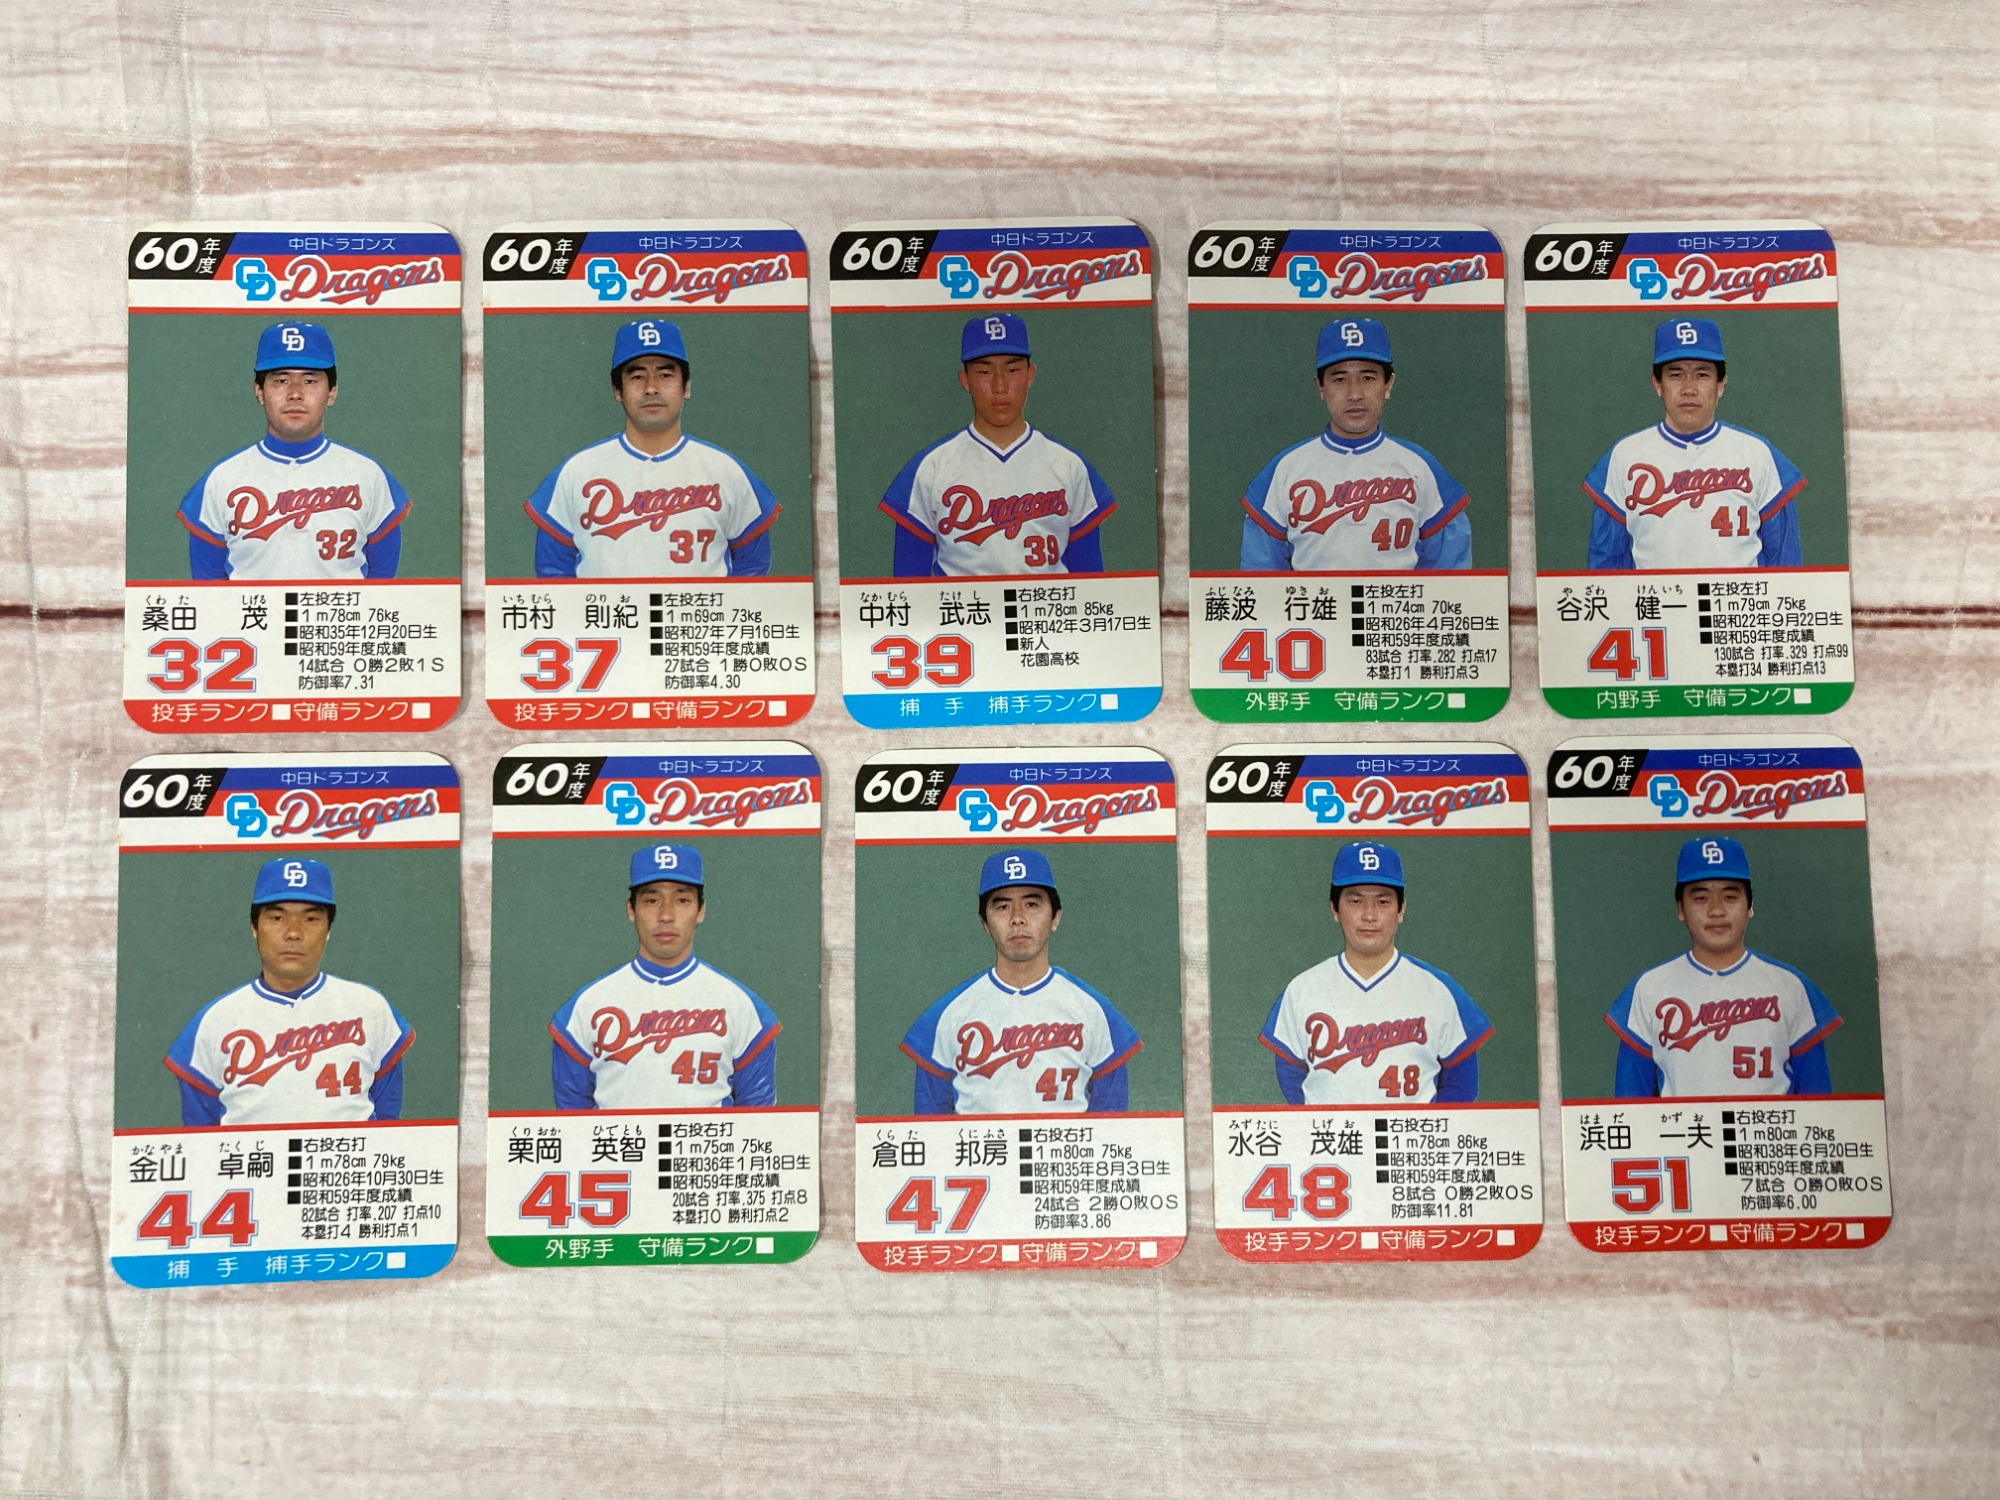 60年度
中日ドラゴンズ
CD Dragons
CD
Dragons
32
くわ た しげる
桑田 茂
32
■左投左打
■1m78cm 76kg
■昭和35年12月20日生
■昭和59年度成績
14試合 0勝2敗1S
防御率7.31
投手ランク■守備ランク■
60年度
中日ドラゴンズ
CD Dragons
CD
Dragons
37
いちむら のり お
市村 則紀
37
■左投左打
■1m69cm 73kg
■昭和27年7月16日生
■昭和59年度成績
27試合 1勝0敗0S
防御率4.30
投手ランク■守備ランク■
60年度
中日ドラゴンズ
CD Dragons
CD
Dragons
39
なかむら たけ し
中村 武志
39
■右投右打
■1m78cm 85kg
■昭和42年3月17日生
■新人
花園高校
捕 手 捕手ランク■
60年度
中日ドラゴンズ
CD Dragons
CD
Dragons
40
ふじなみ ゆき お
藤波 行雄
40
■左投左打
■1m74cm 70kg
■昭和26年4月26日生
■昭和59年度成績
83試合 打率.282 打点17
本塁打1 勝利打点3
外野手 守備ランク■
60年度
中日ドラゴンズ
CD Dragons
CD
Dragons
41
や ざわ けんいち
谷沢 健一
41
■左投左打
■1m79cm 75kg
■昭和22年9月22日生
■昭和59年度成績
130試合 打率.329 打点99
本塁打34 勝利打点13
内野手 守備ランク■
60年度
中日ドラゴンズ
CD Dragons
CD
Dragons
44
かなやま たくじ
金山 卓嗣
44
■右投右打
■1m78cm 79kg
■昭和26年10月30日生
■昭和59年度成績
82試合 打率.207 打点10
本塁打4 勝利打点1
捕 手 捕手ランク■
60年度
中日ドラゴンズ
CD Dragons
CD
Dragons
45
くりおか ひでとも
栗岡 英智
45
■右投右打
■1m75cm 75kg
■昭和36年1月18日生
■昭和59年度成績
20試合 打率.375 打点8
本塁打0 勝利打点2
外野手 守備ランク■
60年度
中日ドラゴンズ
CD Dragons
CD
Dragons
47
くら た くにふさ
倉田 邦房
47
■右投右打
■1m80cm 75kg
■昭和35年8月3日生
■昭和59年度成績
24試合 2勝0敗0S
防御率3.86
投手ランク■守備ランク■
60年度
中日ドラゴンズ
CD Dragons
CD
Dragons
48
みずたに しげ お
水谷 茂雄
48
■右投右打
■1m78cm 86kg
■昭和35年7月21日生
■昭和59年度成績
8試合 0勝2敗0S
防御率11.81
投手ランク■守備ランク■
60年度
中日ドラゴンズ
CD Dragons
CD
Dragons
51
はま だ かず お
浜田 一夫
51
■右投右打
■1m80cm 78kg
■昭和38年6月20日生
■昭和59年度成績
7試合 0勝0敗0S
防御率6.00
投手ランク■守備ランク■